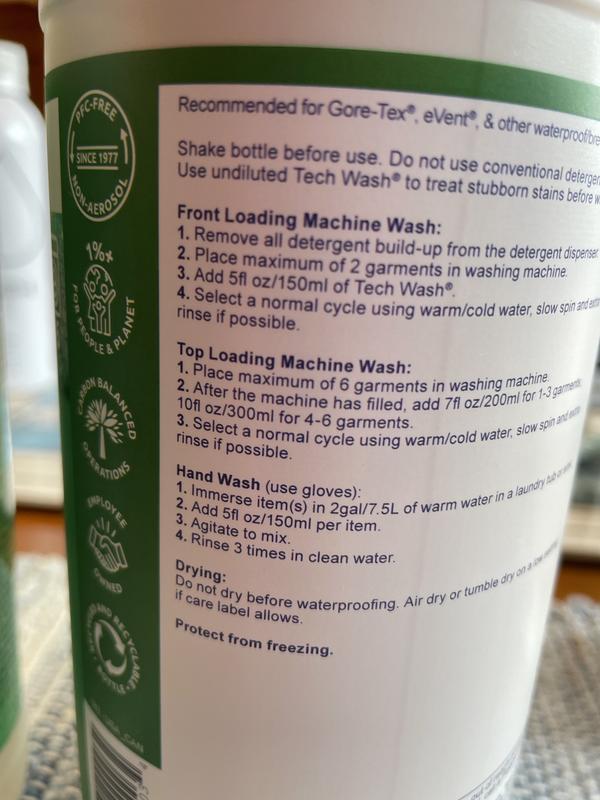 PFC-FREE
SINCE 1977
NON-AEROSOL
1%+
FOR PEOPLE & PLANET
CARBON BALANCED
OPERATIONS
EMPLOYEE
OWNED
AND RECYCLABLE
BOTTLE
Recommended for Gore-Tex®, eVent®, & other waterproof/bre
Shake bottle before use. Do not use conventional detergen
Use undiluted Tech Wash® to treat stubborn stains before w
Front Loading Machine Wash:
1. Remove all detergent build-up from the detergent dispenser.
2. Place maximum of 2 garments in washing machine.
3. Add 5fl oz/150ml of Tech Wash®.
4. Select a normal cycle using warm/cold water, slow spin and extra
rinse if possible.
Top Loading Machine Wash:
1. Place maximum of 6 garments in washing machine.
2. After the machine has filled, add 7fl oz/200ml for 1-3 garments,
10fl oz/300ml for 4-6 garments.
3. Select a normal cycle using warm/cold water, slow spin and extra
rinse if possible.
Hand Wash (use gloves):
1. Immerse item(s) in 2gal/7.5L of warm water in a laundry tub or
2. Add 5fl oz/150ml per item.
3. Agitate to mix.
4. Rinse 3 times in clean water.
Drying:
Do not dry before waterproofing. Air dry or tumble dry on a low
if care label allows.
Protect from freezing.